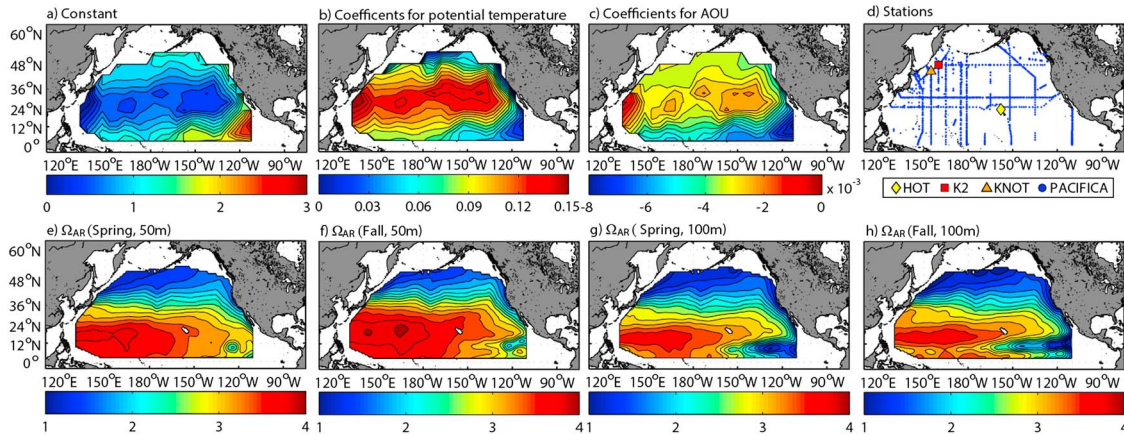 a) Constant
b) Coefficents for potential temperature
c) Coefficients for AOU
d) Stations
60°N
48°N
36°N
24°N
12°N
0°
120°E 150°E 180°W 150°W 120°W 90°W
120°E 150°E 180°W 150°W 120°W 90°W
120°E 150°E 180°W 150°W 120°W 90°W
120°E 150°E 180°W 150°W 120°W 90°W
0 1 2 3
0 0.03 0.06 0.09 0.12 0.15
-8 -6 -4 -2 0
x 10-3
HOT K2 KNOT PACIFICA
e) ΩAR (Spring, 50m)
f) ΩAR (Fall, 50m)
g) ΩAR ( Spring, 100m)
h) ΩAR (Fall, 100m)
60°N
48°N
36°N
24°N
12°N
0°
120°E 150°E 180°W 150°W 120°W 90°W
120°E 150°E 180°W 150°W 120°W 90°W
120°E 150°E 180°W 150°W 120°W 90°W
120°E 150°E 180°W 150°W 120°W 90°W
1 2 3 4
1 2 3 4
1 2 3 4
1 2 3 4